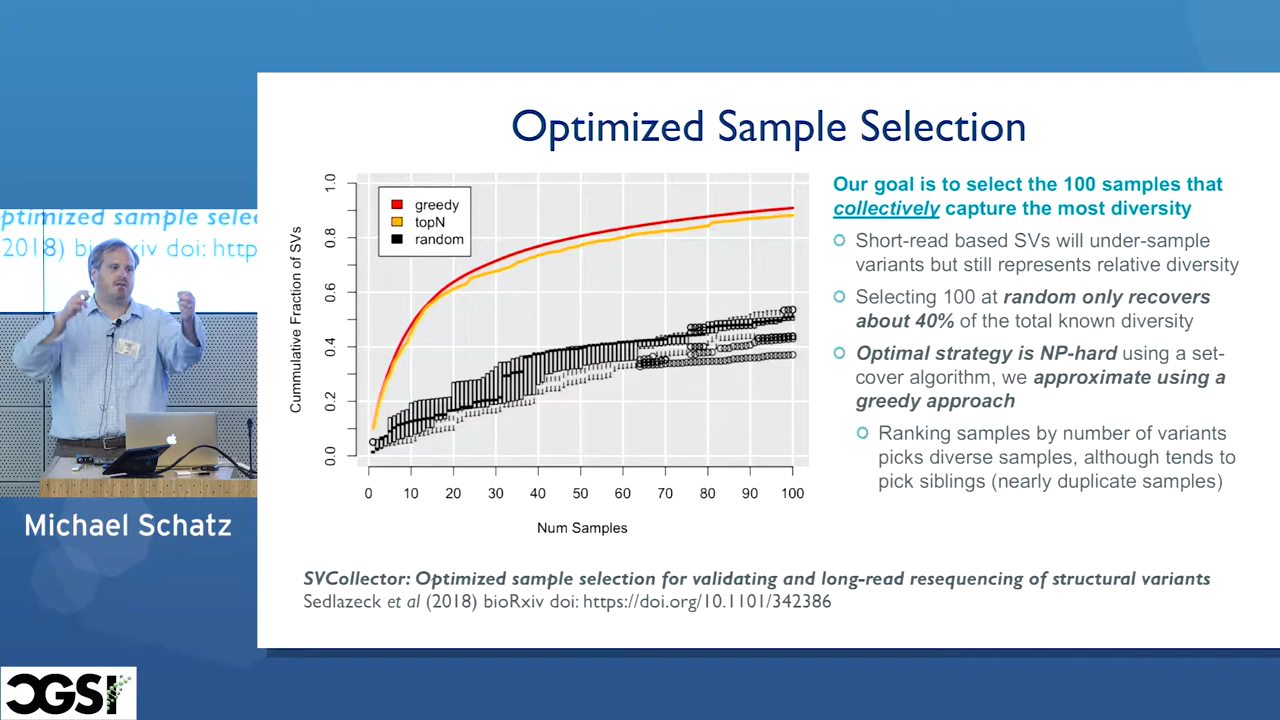 Optimized Sample Selection
ptimized sample selec
2018) bioRxiv doi: http
Michael Schatz
CGSI
greedy
topN
random
Cummulative Fraction of SVs
0.0
0.2
0.4
0.6
0.8
1.0
0 10 20 30 40 50 60 70 80 90 100
Num Samples
Our goal is to select the 100 samples that
collectively capture the most diversity
Short-read based SVs will under-sample
variants but still represents relative diversity
Selecting 100 at random only recovers
about 40% of the total known diversity
Optimal strategy is NP-hard using a set-
cover algorithm, we approximate using a
greedy approach
Ranking samples by number of variants
picks diverse samples, although tends to
pick siblings (nearly duplicate samples)
SVCollector: Optimized sample selection for validating and long-read resequencing of structural variants
Sedlazeck et al (2018) bioRxiv doi: https://doi.org/10.1101/342386